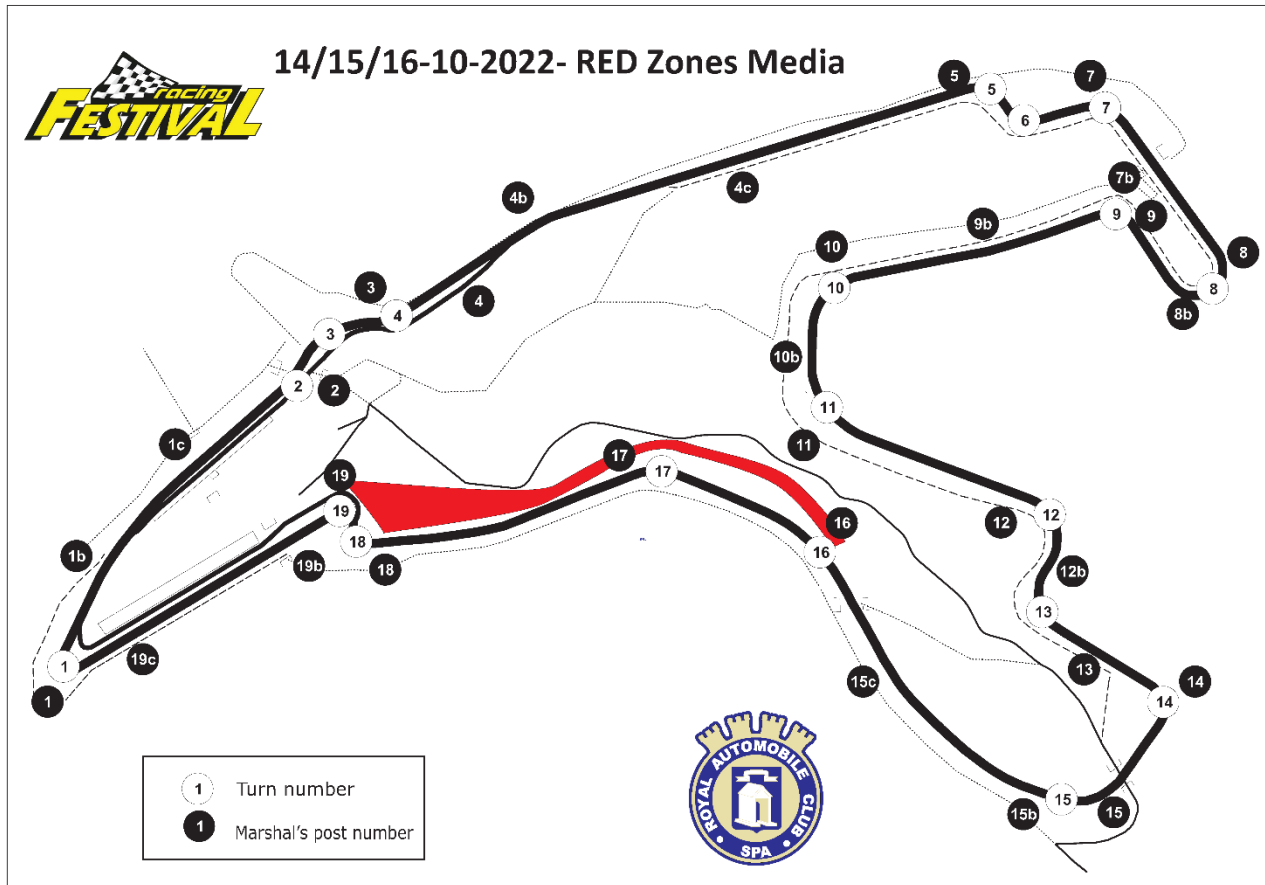 14/15/16-10-2022- RED Zones Media
racing
FESTIVAL
5
5
7
6
7
4b
4c
7b
9
9
9b
10
8
8
8b
10
3
4
3
4
10b
2
2
11
11
1c
17
17
19
19
18
16
16
12
12
1b
19b
18
12b
13
1
19c
13
15c
14
14
1
15
15b
15
1 Turn number
1 Marshal's post number
ROYAL AUTOMOBILE CLUB
SPA